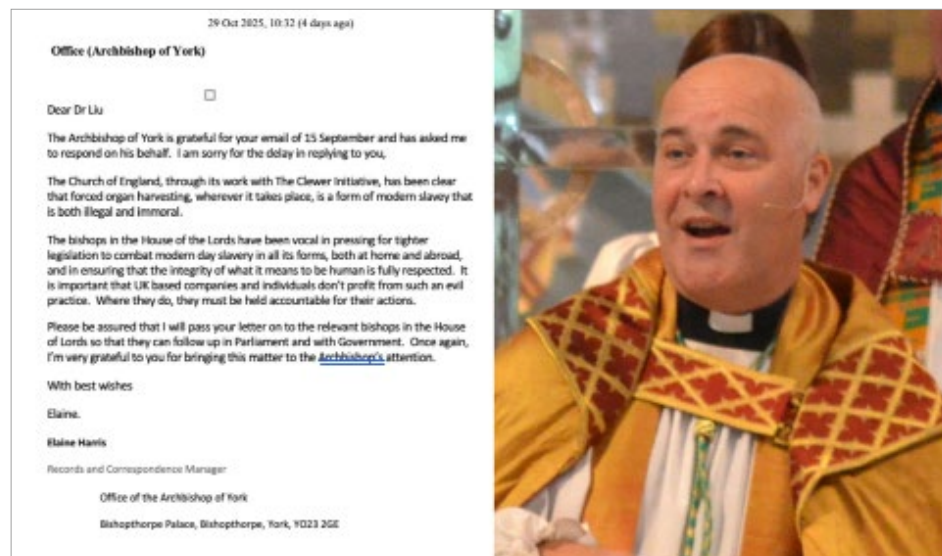 29 Oct 2025, 10:32 (4 days ago)
Office (Archbishop of York)
Dear Dr Liu
The Archbishop of York is grateful for your email of 15 September and has asked me
to respond on his behalf. I am sorry for the delay in replying to you,
The Church of England, through its work with The Clewer Initiative, has been clear
that forced organ harvesting, wherever it takes place, is a form of modern slavey that
is both illegal and immoral.
The bishops in the House of the Lords have been vocal in pressing for tighter
legislation to combat modern day slavery in all its forms, both at home and abroad,
and in ensuring that the integrity of what it means to be human is fully respected. It
is important that UK based companies and individuals don't profit from such an evil
practice. Where they do, they must be held accountable for their actions.
Please be assured that I will pass your letter on to the relevant bishops in the House
of Lords so that they can follow up in Parliament and with Government. Once again,
I'm very grateful to you for bringing this matter to the Archbishop's attention.
With best wishes
Elaine.
Elaine Harris
Records and Correspondence Manager
Office of the Archbishop of York
Bishopthorpe Palace, Bishopthorpe, York, YO23 2GE